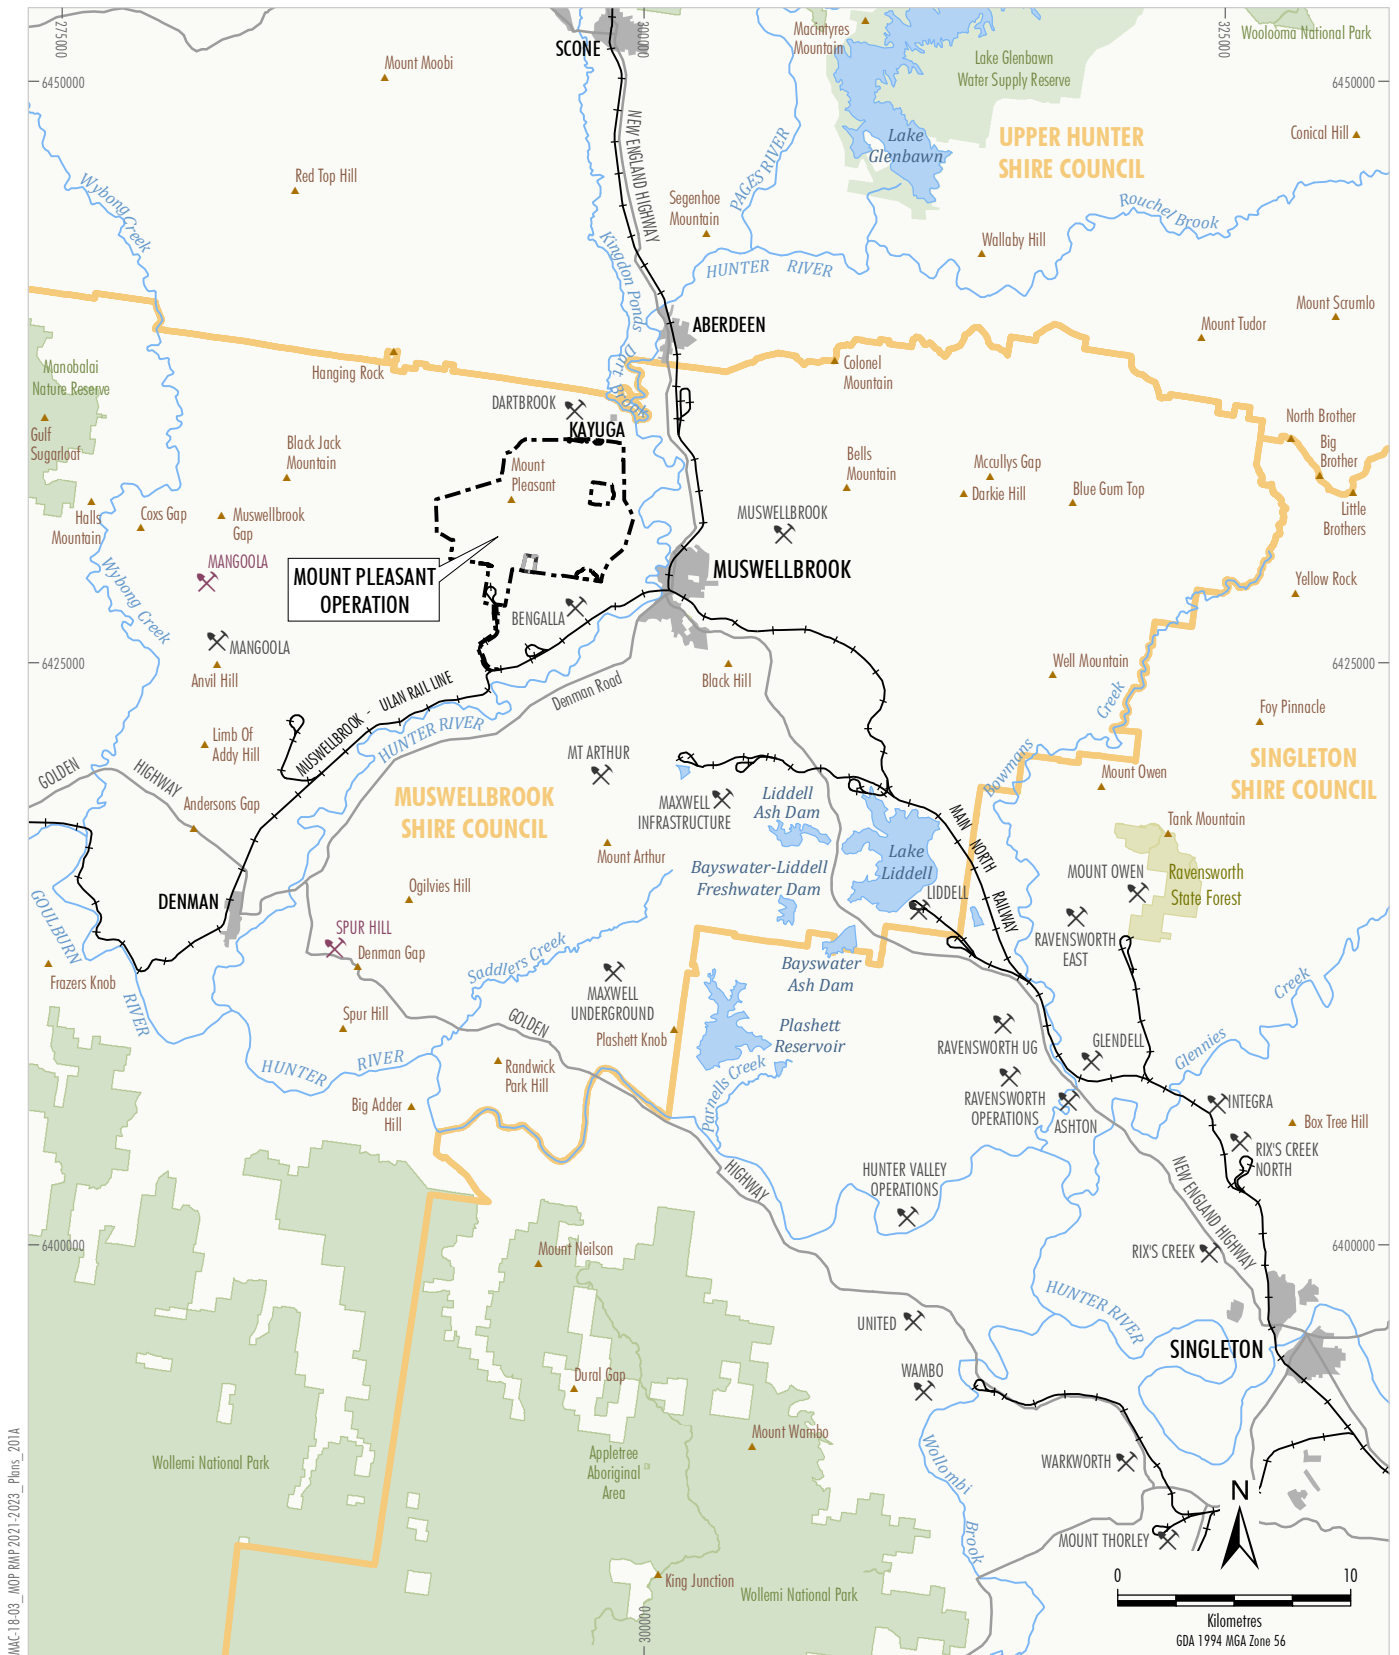 275000
300000
325000
SCONE
Macintyres
Mountain
Woolooma National Park
Mount Moobi
Lake Glenbawn
Water Supply Reserve
6450000
6450000
NEW ENGLAND HIGHWAY
PAGES RIVER
Lake
Glenbawn
UPPER HUNTER
SHIRE COUNCIL
Conical Hill
Wybong Creek
Red Top Hill
Segenhoe
Mountain
Rouchel Brook
Wallaby Hill
Kingdon Ponds
HUNTER RIVER
Mount Scrumlo
Mount Tudor
ABERDEEN
Manobalai
Nature Reserve
Hanging Rock
Dart Brook
Colonel
Mountain
DARTBROOK
KAYUGA
North Brother
Big
Brother
Gulf
Sugarloaf
Black Jack
Mountain
Mount
Pleasant
Bells
Mountain
Mccullys Gap
Darkie Hill
Blue Gum Top
Little
Brothers
Halls
Mountain
Coxs Gap
Muswellbrook
Gap
MUSWELLBROOK
MANGOOLA
MOUNT PLEASANT
OPERATION
MUSWELLBROOK
Wybong Creek
Yellow Rock
BENGALLA
MANGOOLA
6425000
6425000
Anvil Hill
Black Hill
Well Mountain
MUSWELLBROOK - ULAN RAIL LINE
Denman Road
HUNTER RIVER
Bowmans Creek
Foy Pinnacle
Limb Of
Addy Hill
GOLDEN HIGHWAY
MT ARTHUR
SINGLETON
SHIRE COUNCIL
Mount Owen
MUSWELLBROOK
SHIRE COUNCIL
MAXWELL
INFRASTRUCTURE
Liddell
Ash Dam
Andersons Gap
MAIN NORTH RAILWAY
Tank Mountain
Mount Arthur
Lake
Liddell
Bayswater-Liddell
Freshwater Dam
MOUNT OWEN
Ravensworth
State Forest
Ogilvies Hill
DENMAN
LIDDELL
GOULBURN RIVER
SPUR HILL
Denman Gap
RAVENSWORTH
EAST
Saddlers Creek
Bayswater
Ash Dam
Frazers Knob
MAXWELL
UNDERGROUND
Glennies Creek
Spur Hill
GOLDEN HIGHWAY
Plashett Knob
Plashett
Reservoir
RAVENSWORTH UG
GLENDELL
HUNTER RIVER
Randwick
Park Hill
Parnells Creek
RAVENSWORTH
OPERATIONS
ASHTON
INTEGRA
Box Tree Hill
Big Adder
Hill
RIX'S CREEK
NORTH
HUNTER VALLEY
OPERATIONS
NEW ENGLAND HIGHWAY
6400000
6400000
Mount Neilson
RIX'S CREEK
HUNTER RIVER
UNITED
SINGLETON
WAMBO
Dural Gap
Mount Wambo
Wollemi National Park
Appletree
Aboriginal
Area
Wollombi Brook
WARKWORTH
N
MOUNT THORLEY
King Junction
Wollemi National Park
300000
0
10
Kilometres
GDA 1994 MGA Zone 56
MAC-18-03_MOP RMP 2021-2023_Plans_201A